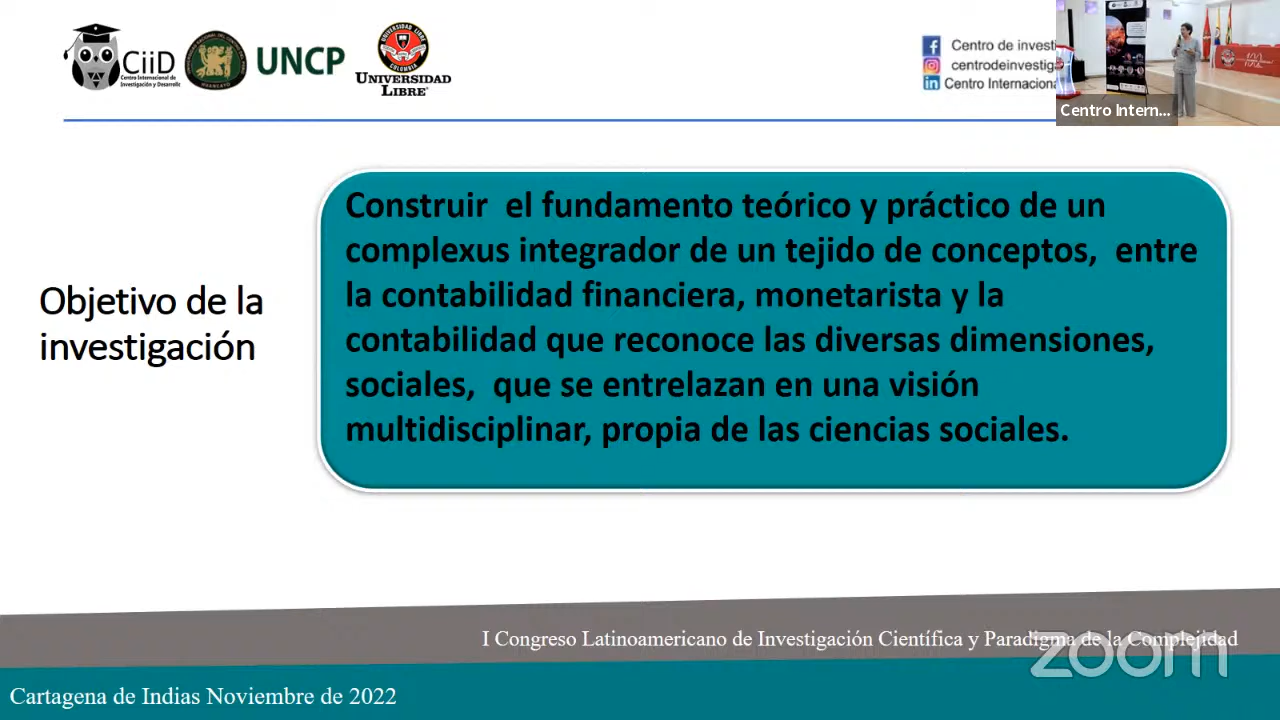 CiiD
Centro Internacional de
Investigación y Desarrollo
UNCP
UNIVERSIDAD LIBRE
COLOMBIA
UNIVERSIDAD
LIBRE
Centro de investi
centrodeinvestig
Centro Internaciona
Centro Intern...
Construir el fundamento teórico y práctico de un
complexus integrador de un tejido de conceptos, entre
la contabilidad financiera, monetarista y la
contabilidad que reconoce las diversas dimensiones,
sociales, que se entrelazan en una visión
multidisciplinar, propia de las ciencias sociales.
Objetivo de la
investigación
I Congreso Latinoamericano de Investigación Científica y Paradigma de la Complejidad
zoom
Cartagena de Indias Noviembre de 2022